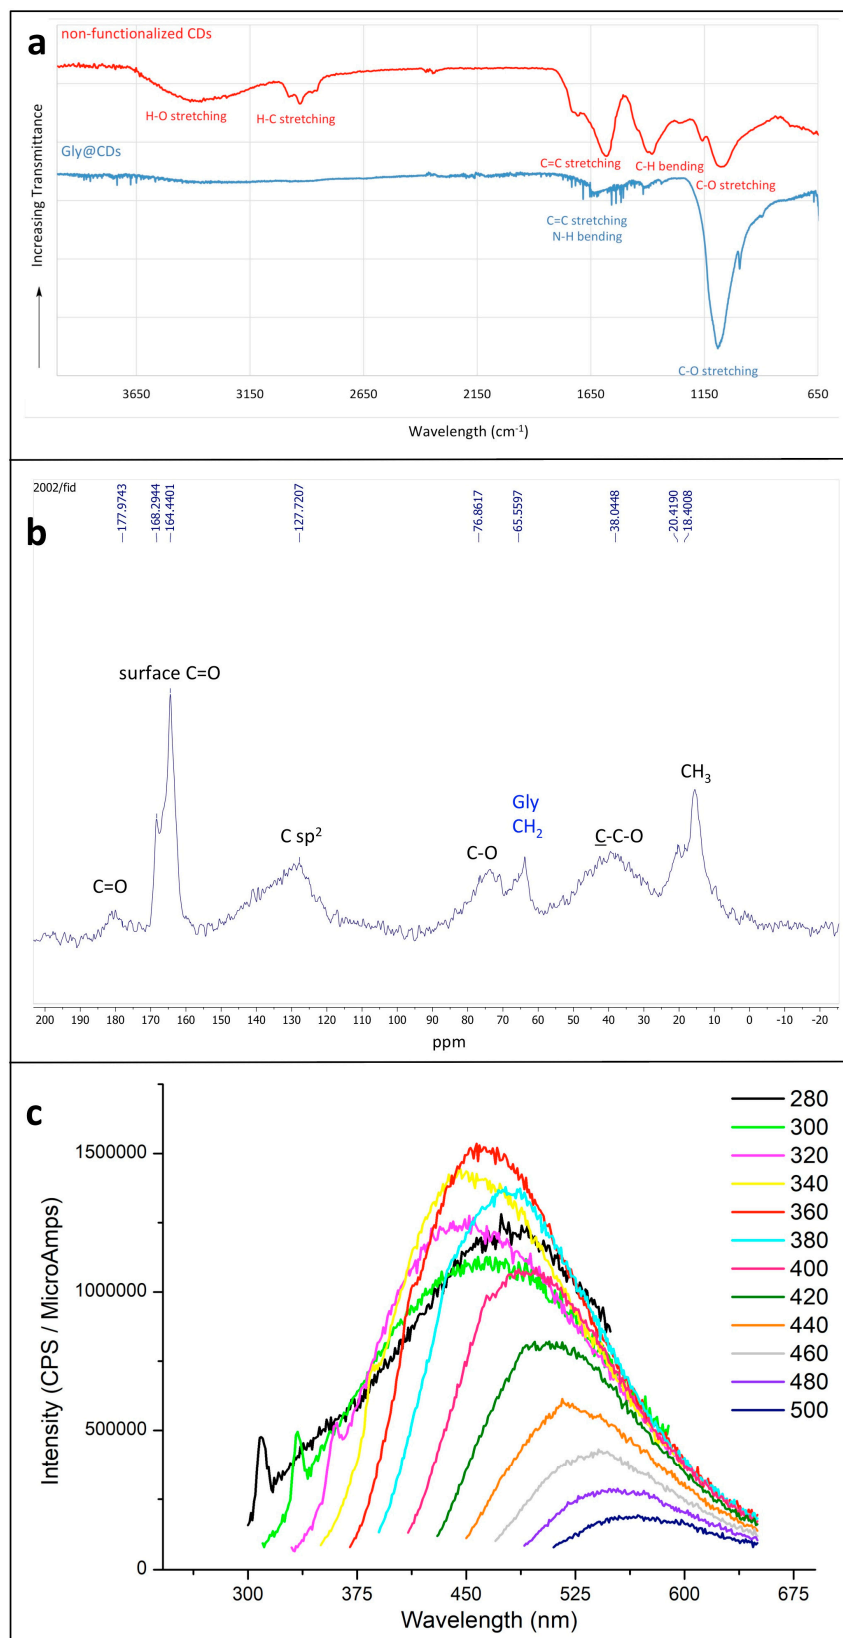 a
non-functionalized CDs
H-O stretching
H-C stretching
C=C stretching
C-H bending
C-O stretching
Gly@CDs
C=C stretching
N-H bending
C-O stretching
Increasing Transmittance
3650 3150 2650 2150 1650 1150 650
Wavelength (cm⁻¹)
2002/fid
177.9743
168.2944
164.4401
127.7207
76.8617
65.5597
38.0448
20.4190
18.4008
b
surface C=O
C=O
C sp²
C-O
Gly
CH₂
C-C-O
CH₃
200 190 180 170 160 150 140 130 120 110 100 90 80 70 60 50 40 30 20 10 0 -10 -20
ppm
c
280
300
320
340
360
380
400
420
440
460
480
500
Intensity (CPS / MicroAmps)
1500000
1000000
500000
0
300 375 450 525 600 675
Wavelength (nm)